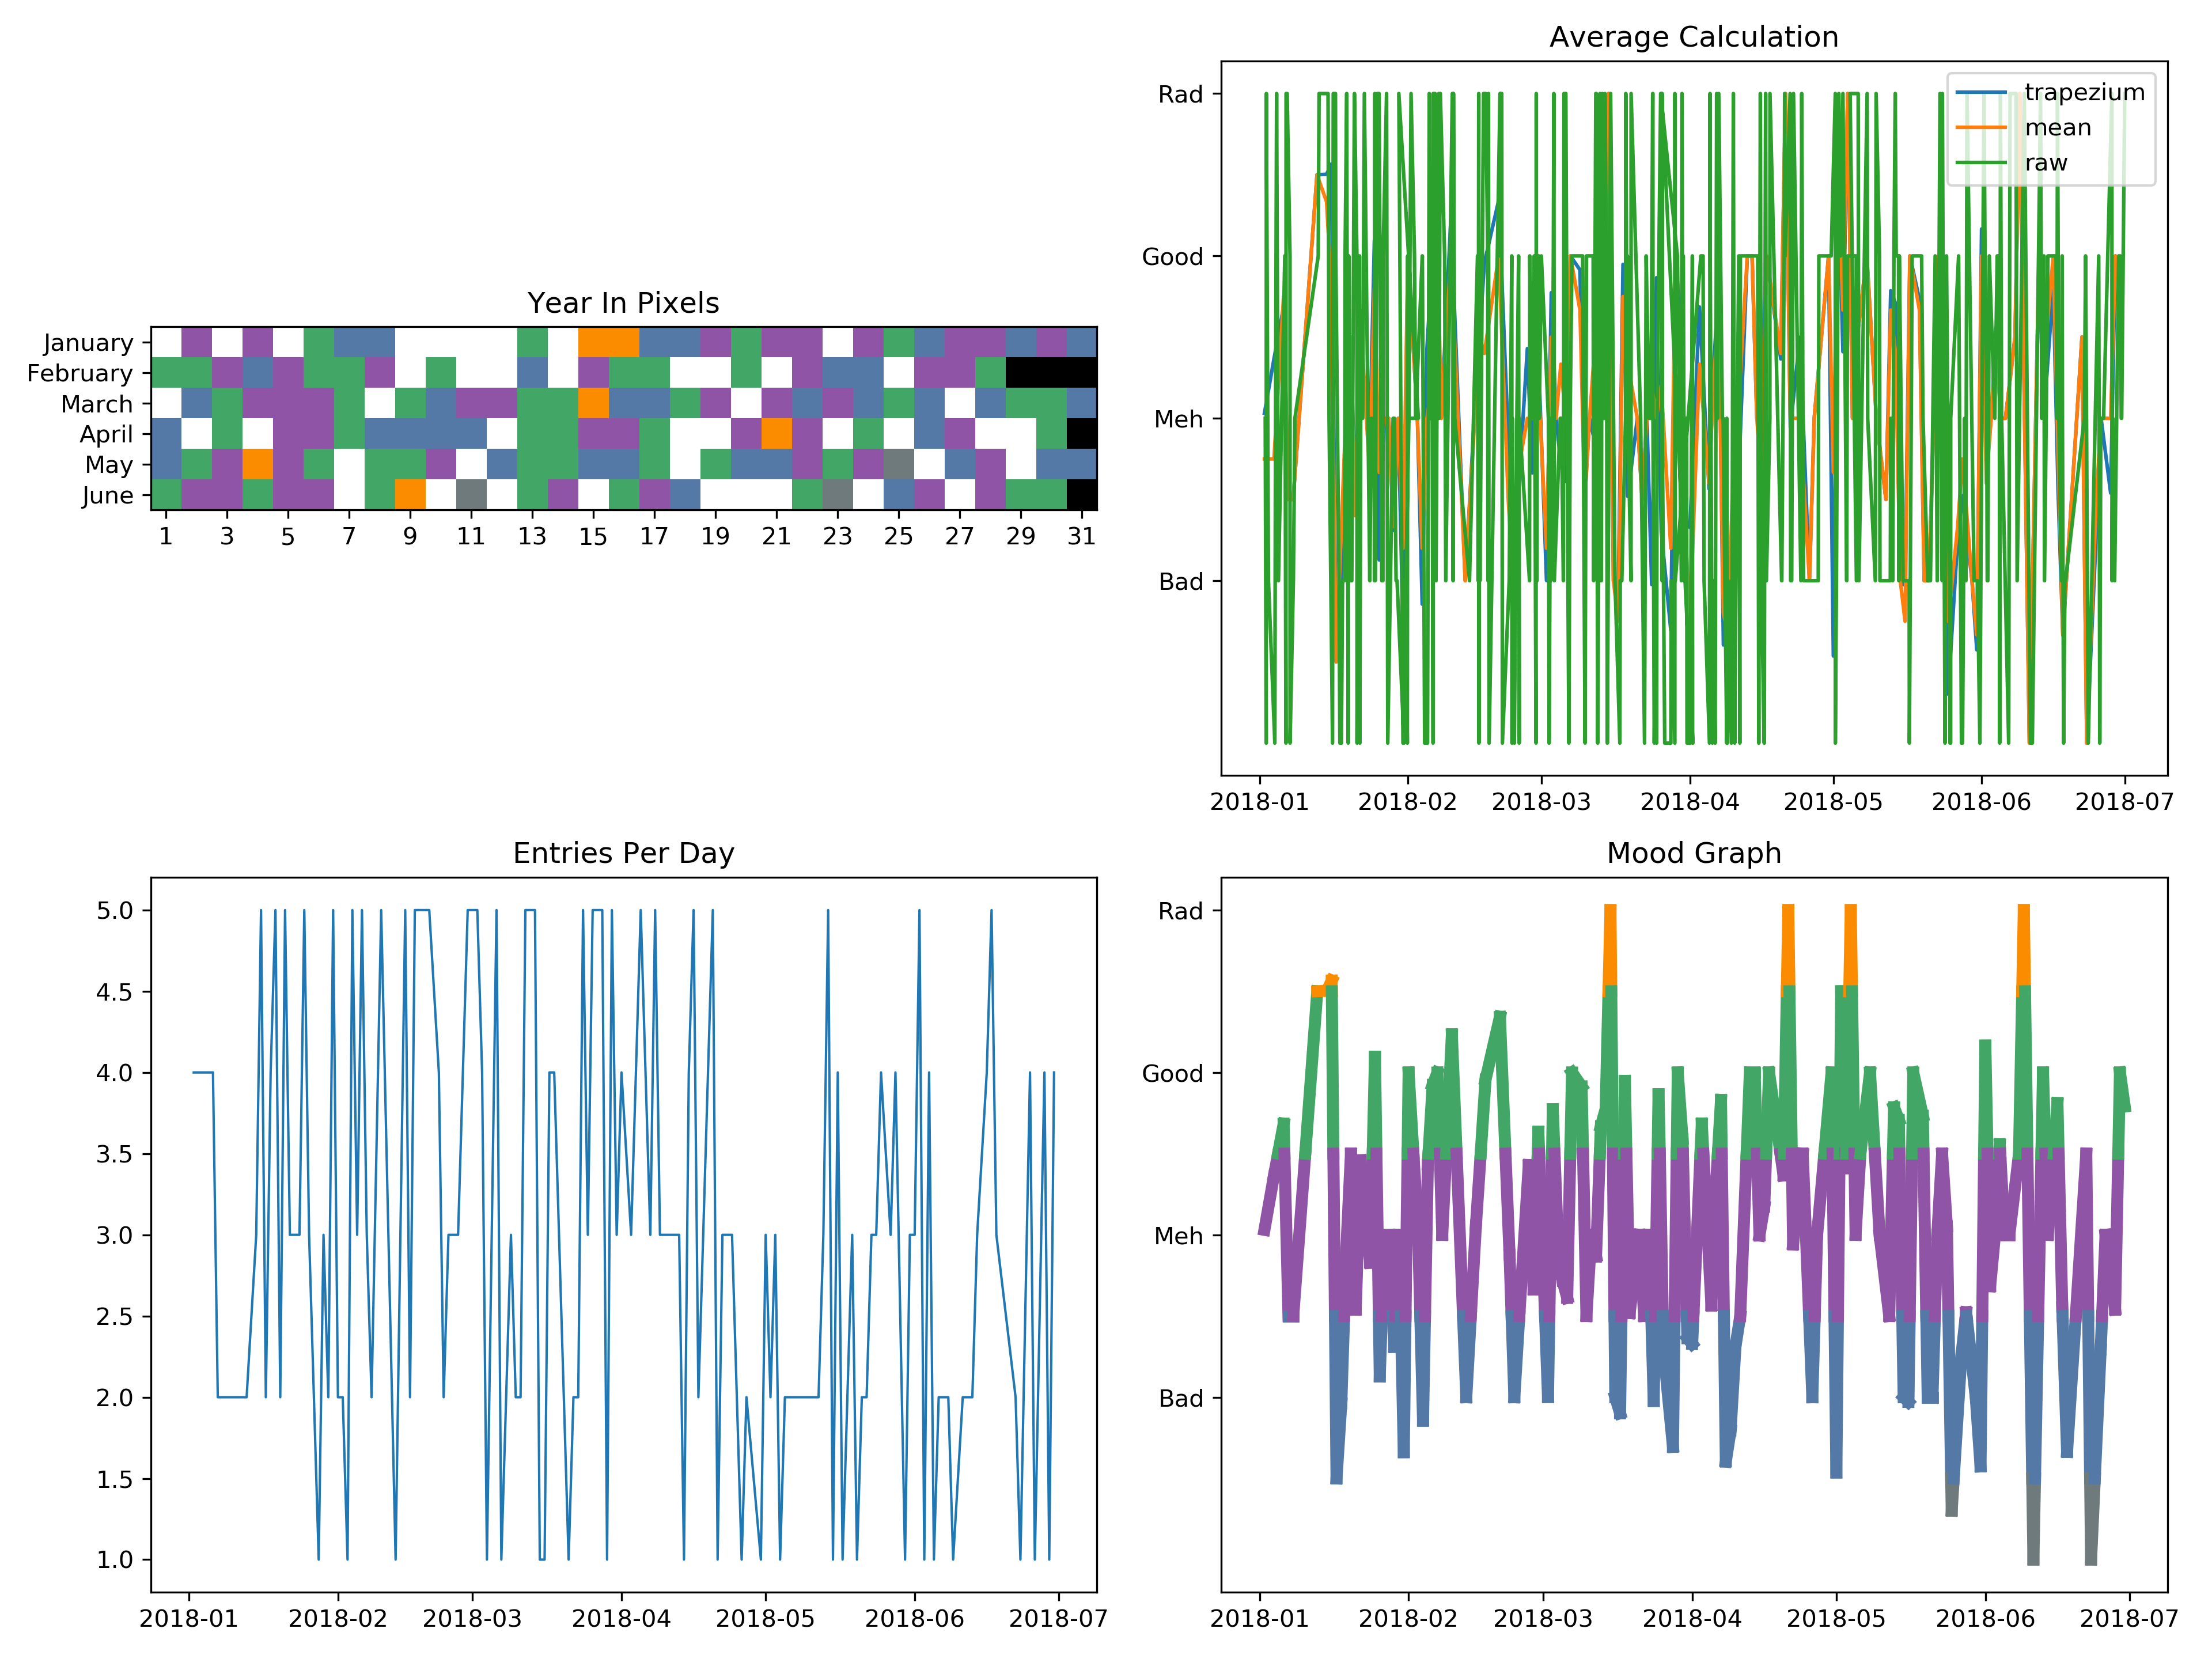 Year In Pixels
January
February
March
April
May
June
1 3 5 7 9 11 13 15 17 19 21 23 25 27 29 31
Average Calculation
Rad
Good
Meh
Bad
trapezium
mean
raw
2018-01 2018-02 2018-03 2018-04 2018-05 2018-06 2018-07
Entries Per Day
5.0
4.5
4.0
3.5
3.0
2.5
2.0
1.5
1.0
2018-01 2018-02 2018-03 2018-04 2018-05 2018-06 2018-07
Mood Graph
Rad
Good
Meh
Bad
2018-01 2018-02 2018-03 2018-04 2018-05 2018-06 2018-07